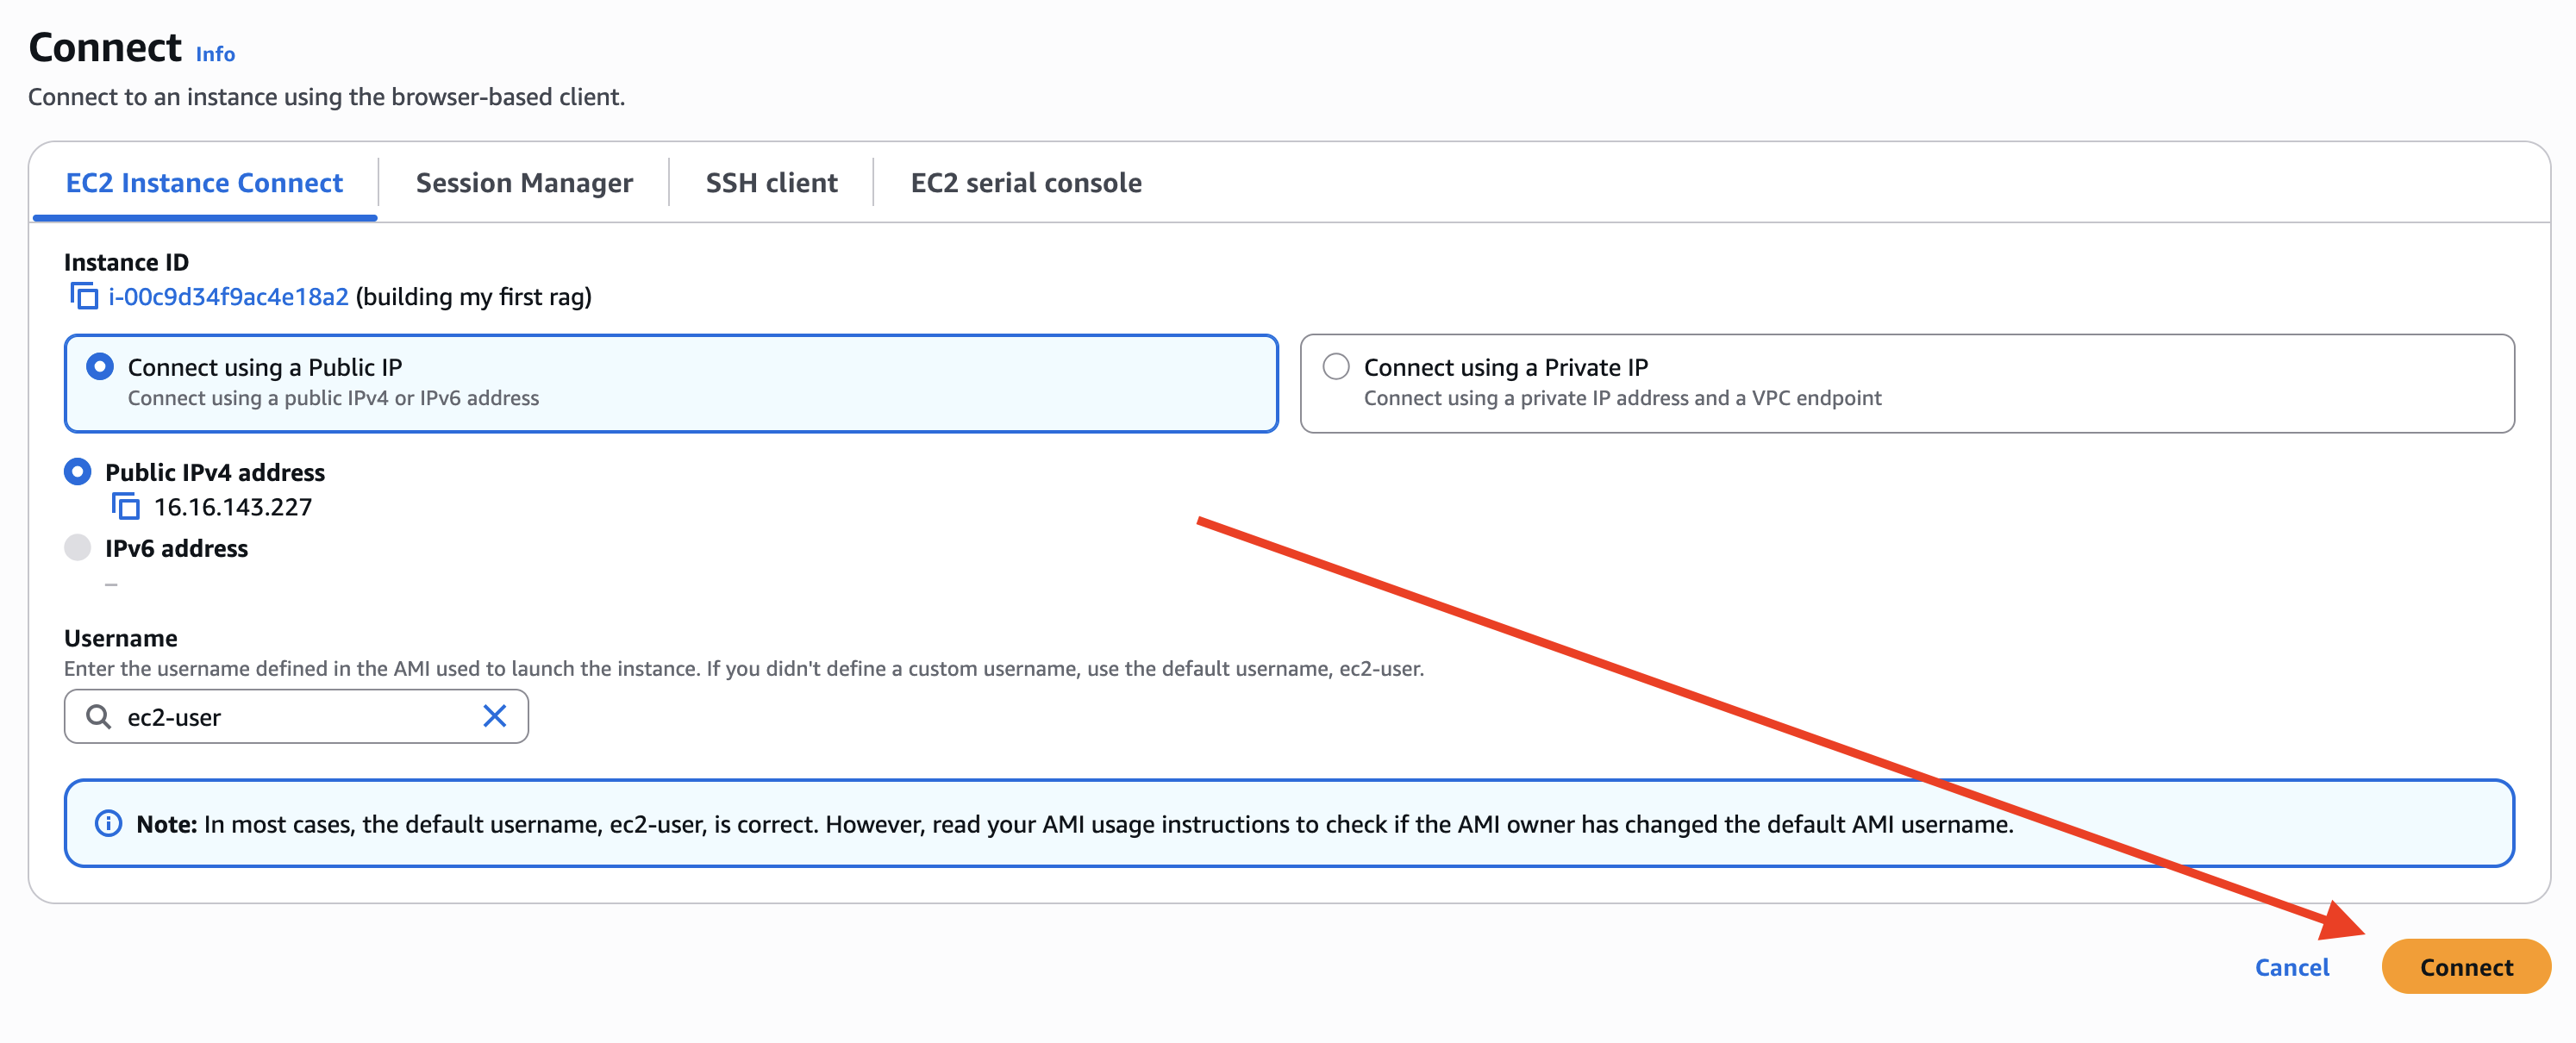 Connect Info
Connect to an instance using the browser-based client.
EC2 Instance Connect
Session Manager
SSH client
EC2 serial console
Instance ID
i-00c9d34f9ac4e18a2 (building my first rag)
Connect using a Public IP
Connect using a public IPv4 or IPv6 address
Connect using a Private IP
Connect using a private IP address and a VPC endpoint
Public IPv4 address
16.16.143.227
IPv6 address
–
Username
Enter the username defined in the AMI used to launch the instance. If you didn't define a custom username, use the default username, ec2-user.
ec2-user
Note: In most cases, the default username, ec2-user, is correct. However, read your AMI usage instructions to check if the AMI owner has changed the default AMI username.
Cancel
Connect